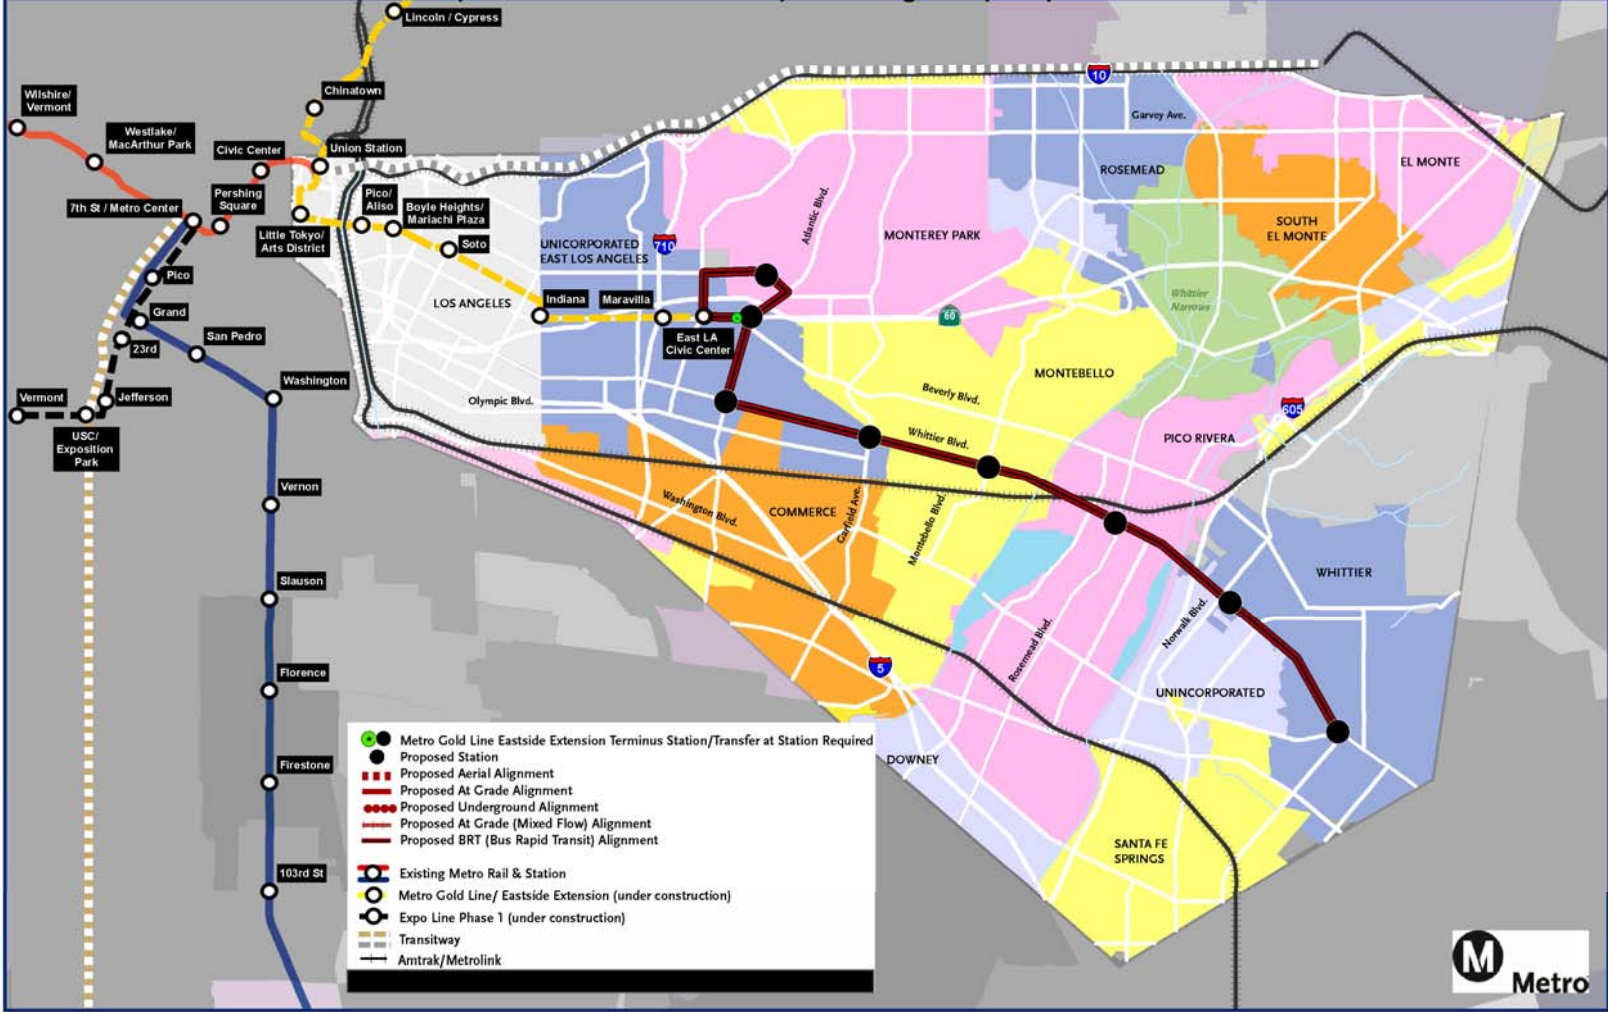 Lincoln / Cypress
Chinatown
Wilshire/
Vermont
Westlake/
MacArthur Park
Civic Center
Union Station
Pershing
Square
7th St / Metro Center
Pico/
Aliso
Boyle Heights/
Mariachi Plaza
Little Tokyo/
Arts District
Soto
Pico
Grand
23rd
San Pedro
Vermont
Jefferson
Washington
USC/
Exposition
Park
Vernon
Slauson
Florence
Firestone
103rd St
Indiana
Maravilla
East LA
Civic Center
LOS ANGELES
Olympic Blvd.
UNICORPORATED
EAST LOS ANGELES
710
10
Garvey Ave.
Atlantic Blvd.
MONTEREY PARK
ROSEMEAD
EL MONTE
SOUTH
EL MONTE
Whittier
Narrows
60
MONTEBELLO
Beverly Blvd.
Whittier Blvd.
605
PICO RIVERA
Washington Blvd.
COMMERCE
Garfield Ave.
Montebello Blvd.
WHITTIER
Norwalk Blvd.
Rosemead Blvd.
5
UNINCORPORATED
DOWNEY
SANTA FE
SPRINGS
Metro Gold Line Eastside Extension Terminus Station/Transfer at Station Required
Proposed Station
Proposed Aerial Alignment
Proposed At Grade Alignment
Proposed Underground Alignment
Proposed At Grade (Mixed Flow) Alignment
Proposed BRT (Bus Rapid Transit) Alignment
Existing Metro Rail & Station
Metro Gold Line/ Eastside Extension (under construction)
Expo Line Phase 1 (under construction)
Transitway
Amtrak/Metrolink
M
Metro